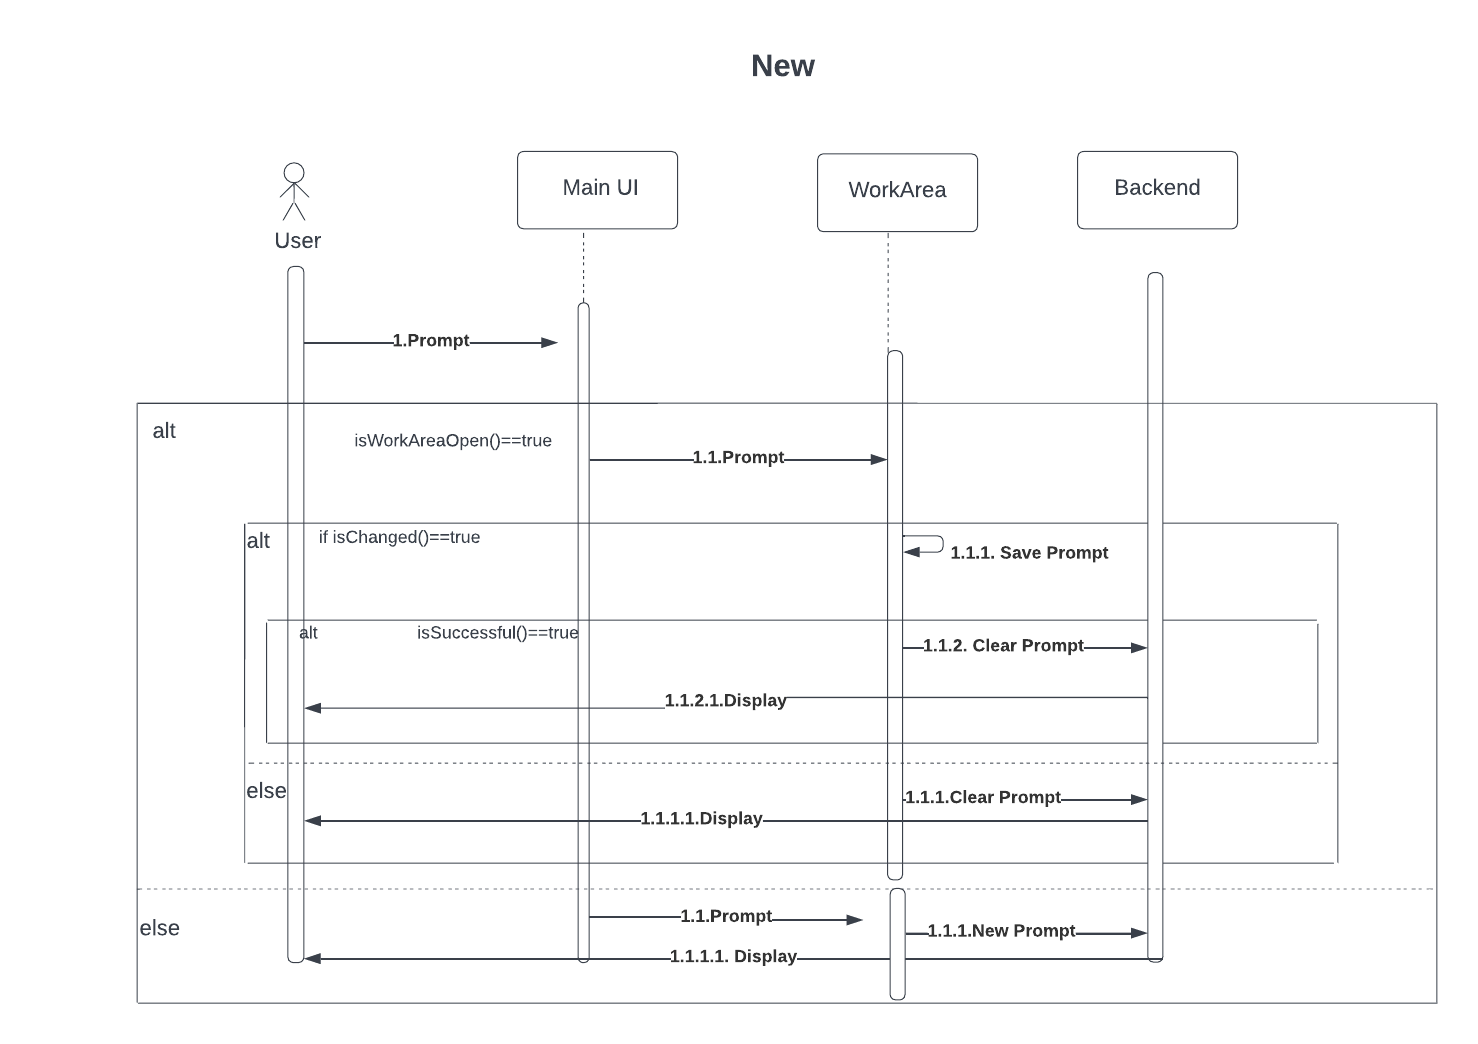 New
User
Main UI
WorkArea
Backend
1.Prompt
alt
isWorkAreaOpen()==true
1.1.Prompt
alt
if isChanged()==true
1.1.1. Save Prompt
alt
isSuccessful()==true
1.1.2. Clear Prompt
1.1.2.1.Display
else
1.1.1.Clear Prompt
1.1.1.1.Display
else
1.1.Prompt
1.1.1.New Prompt
1.1.1.1. Display